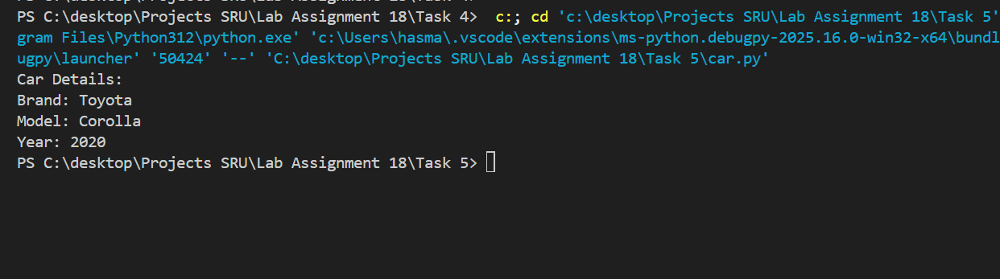 PS C:\desktop\Projects SRU\Lab Assignment 18\Task 4>  c:; cd 'c:\desktop\Projects SRU\Lab Assignment 18\Task 5'
gram Files\Python312\python.exe' 'c:\Users\hasma\.vscode\extensions\ms-python.debugpy-2025.16.0-win32-x64\bundl
ugpy\launcher' '50424' '--' 'C:\desktop\Projects SRU\Lab Assignment 18\Task 5\car.py'
Car Details:
Brand: Toyota
Model: Corolla
Year: 2020
PS C:\desktop\Projects SRU\Lab Assignment 18\Task 5>